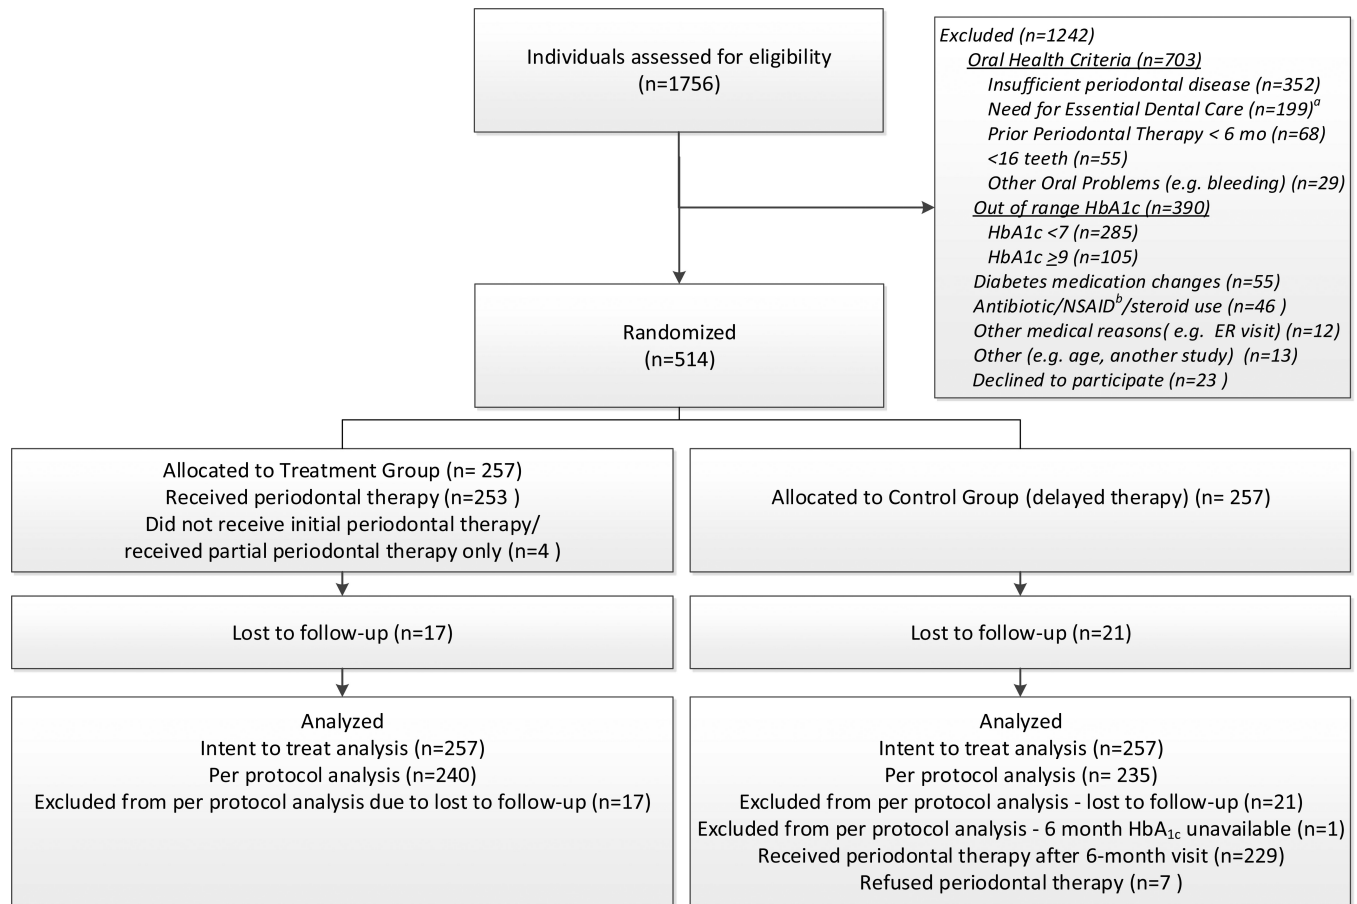 Individuals assessed for eligibility
(n=1756)
Excluded (n=1242)
Oral Health Criteria (n=703)
Insufficient periodontal disease (n=352)
Need for Essential Dental Care (n=199)a
Prior Periodontal Therapy < 6 mo (n=68)
<16 teeth (n=55)
Other Oral Problems (e.g. bleeding) (n=29)
Out of range HbA1c (n=390)
HbA1c <7 (n=285)
HbA1c ≥9 (n=105)
Diabetes medication changes (n=55)
Antibiotic/NSAIDb/steroid use (n=46 )
Other medical reasons( e.g. ER visit) (n=12)
Other (e.g. age, another study) (n=13)
Declined to participate (n=23 )
Randomized
(n=514)
Allocated to Treatment Group (n= 257)
Received periodontal therapy (n=253 )
Did not receive initial periodontal therapy/
received partial periodontal therapy only (n=4 )
Allocated to Control Group (delayed therapy) (n= 257)
Lost to follow-up (n=17)
Lost to follow-up (n=21)
Analyzed
Intent to treat analysis (n=257)
Per protocol analysis (n=240)
Excluded from per protocol analysis due to lost to follow-up (n=17)
Analyzed
Intent to treat analysis (n=257)
Per protocol analysis (n= 235)
Excluded from per protocol analysis - lost to follow-up (n=21)
Excluded from per protocol analysis - 6 month HbA1c unavailable (n=1)
Received periodontal therapy after 6-month visit (n=229)
Refused periodontal therapy (n=7 )